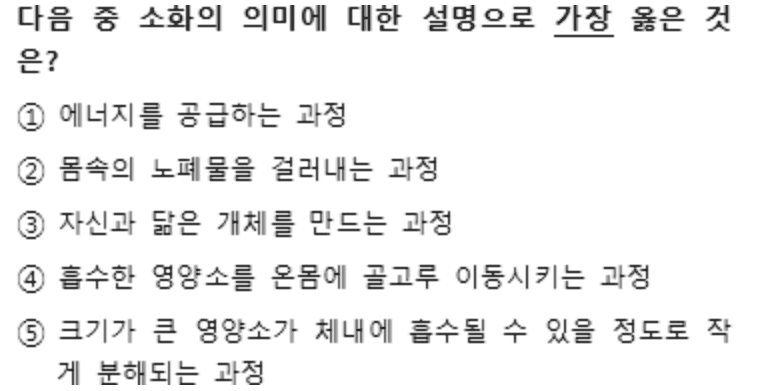 다음 중 소화의 의미에 대한 설명으로 가장 옳은 것
은?
① 에너지를 공급하는 과정
② 몸속의 노폐물을 걸러내는 과정
③ 자신과 닮은 개체를 만드는 과정
④ 흡수한 영양소를 온몸에 골고루 이동시키는 과정
⑤ 크기가 큰 영양소가 체내에 흡수될 수 있을 정도로 작
게 분해되는 과정